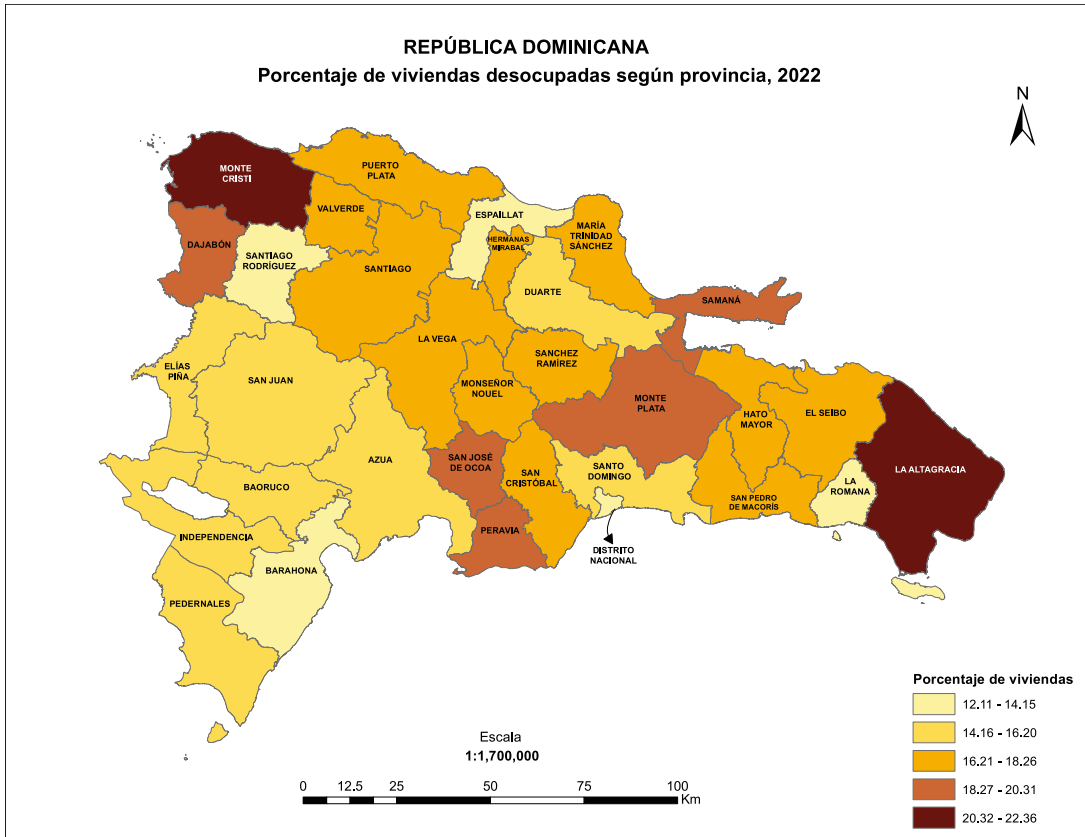 REPÚBLICA DOMINICANA
Porcentaje de viviendas desocupadas según provincia, 2022
N
MONTE
CRISTI
PUERTO
PLATA
VALVERDE
ESPAILLAT
MARÍA
TRINIDAD
SÁNCHEZ
HERMANAS
MIRABAL
DAJABÓN
SANTIAGO
RODRÍGUEZ
SANTIAGO
DUARTE
SAMANÁ
LA VEGA
SANCHEZ
RAMÍREZ
ELÍAS
PIÑA
SAN JUAN
MONSEÑOR
NOUEL
MONTE
PLATA
HATO
MAYOR
EL SEIBO
AZUA
SAN JOSÉ
DE OCOA
SAN
CRISTÓBAL
SANTO
DOMINGO
LA ALTAGRACIA
LA
ROMANA
BAORUCO
SAN PEDRO
DE MACORÍS
INDEPENDENCIA
PERAVIA
DISTRITO
NACIONAL
BARAHONA
PEDERNALES
Porcentaje de viviendas
12.11 - 14.15
14.16 - 16.20
16.21 - 18.26
18.27 - 20.31
20.32 - 22.36
Escala
1:1,700,000
0 12.5 25 50 75 100
Km